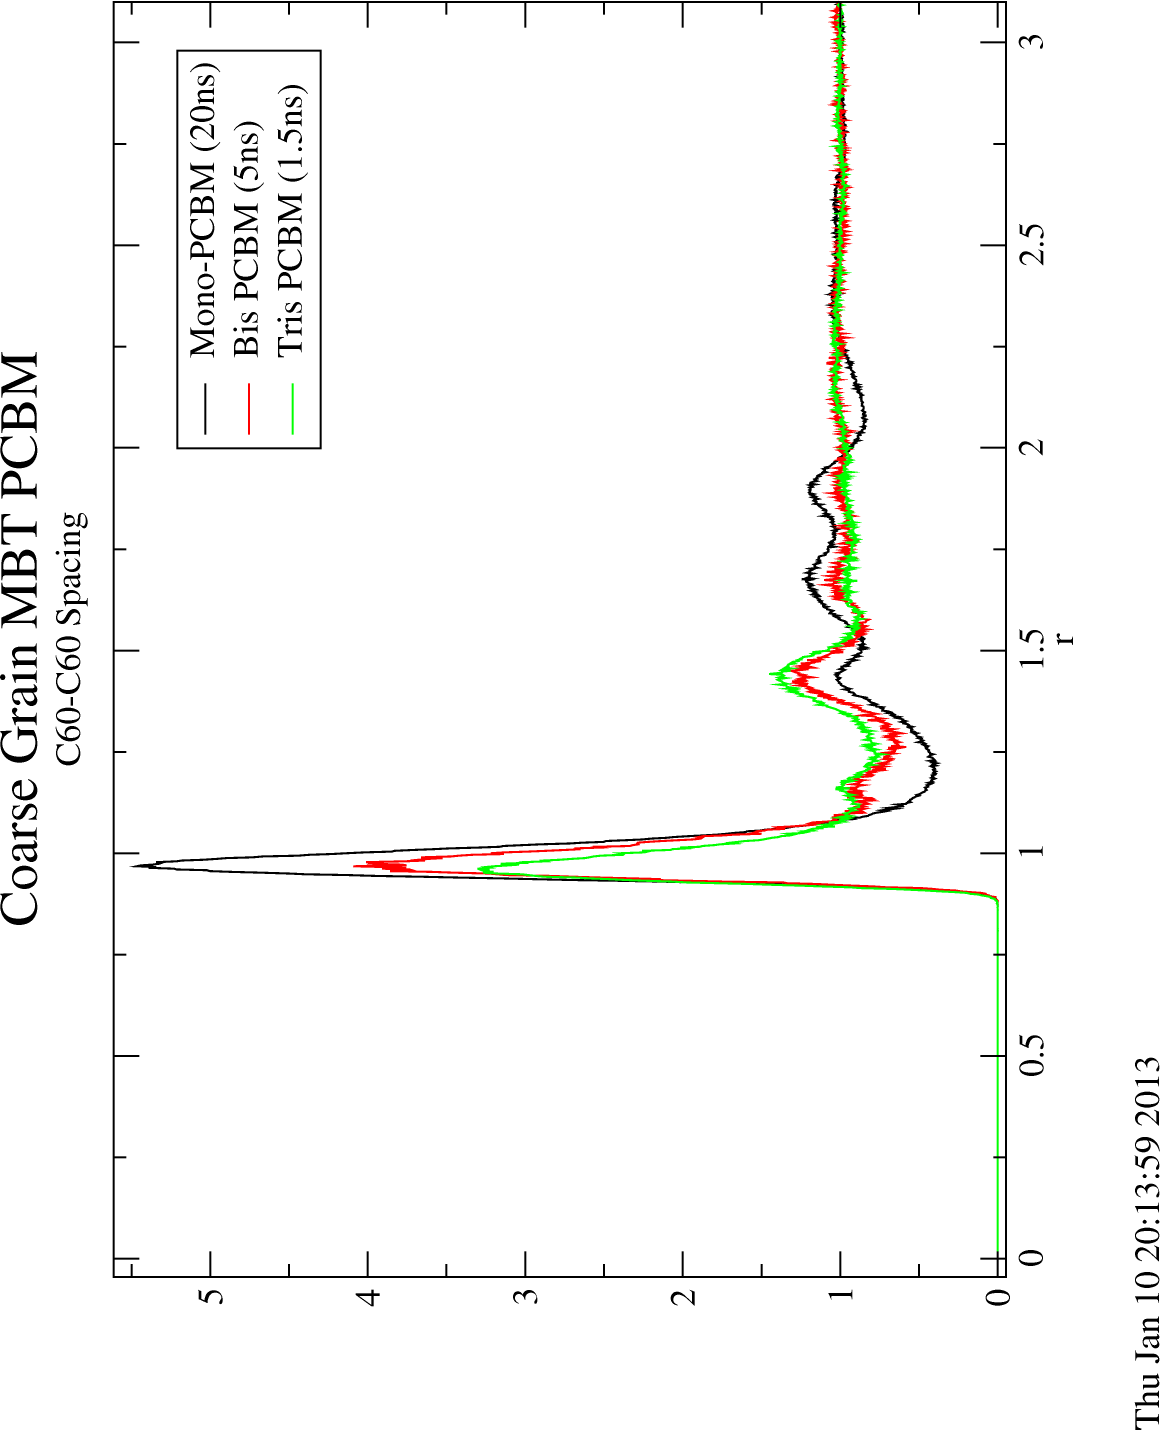 Coarse Grain MBT PCBM
C60-C60 Spacing
Mono-PCBM (20ns)
Bis PCBM (5ns)
Tris PCBM (1.5ns)
5
4
3
2
1
0
0
0.5
1
1.5
2
2.5
3
r
Thu Jan 10 20:13:59 2013